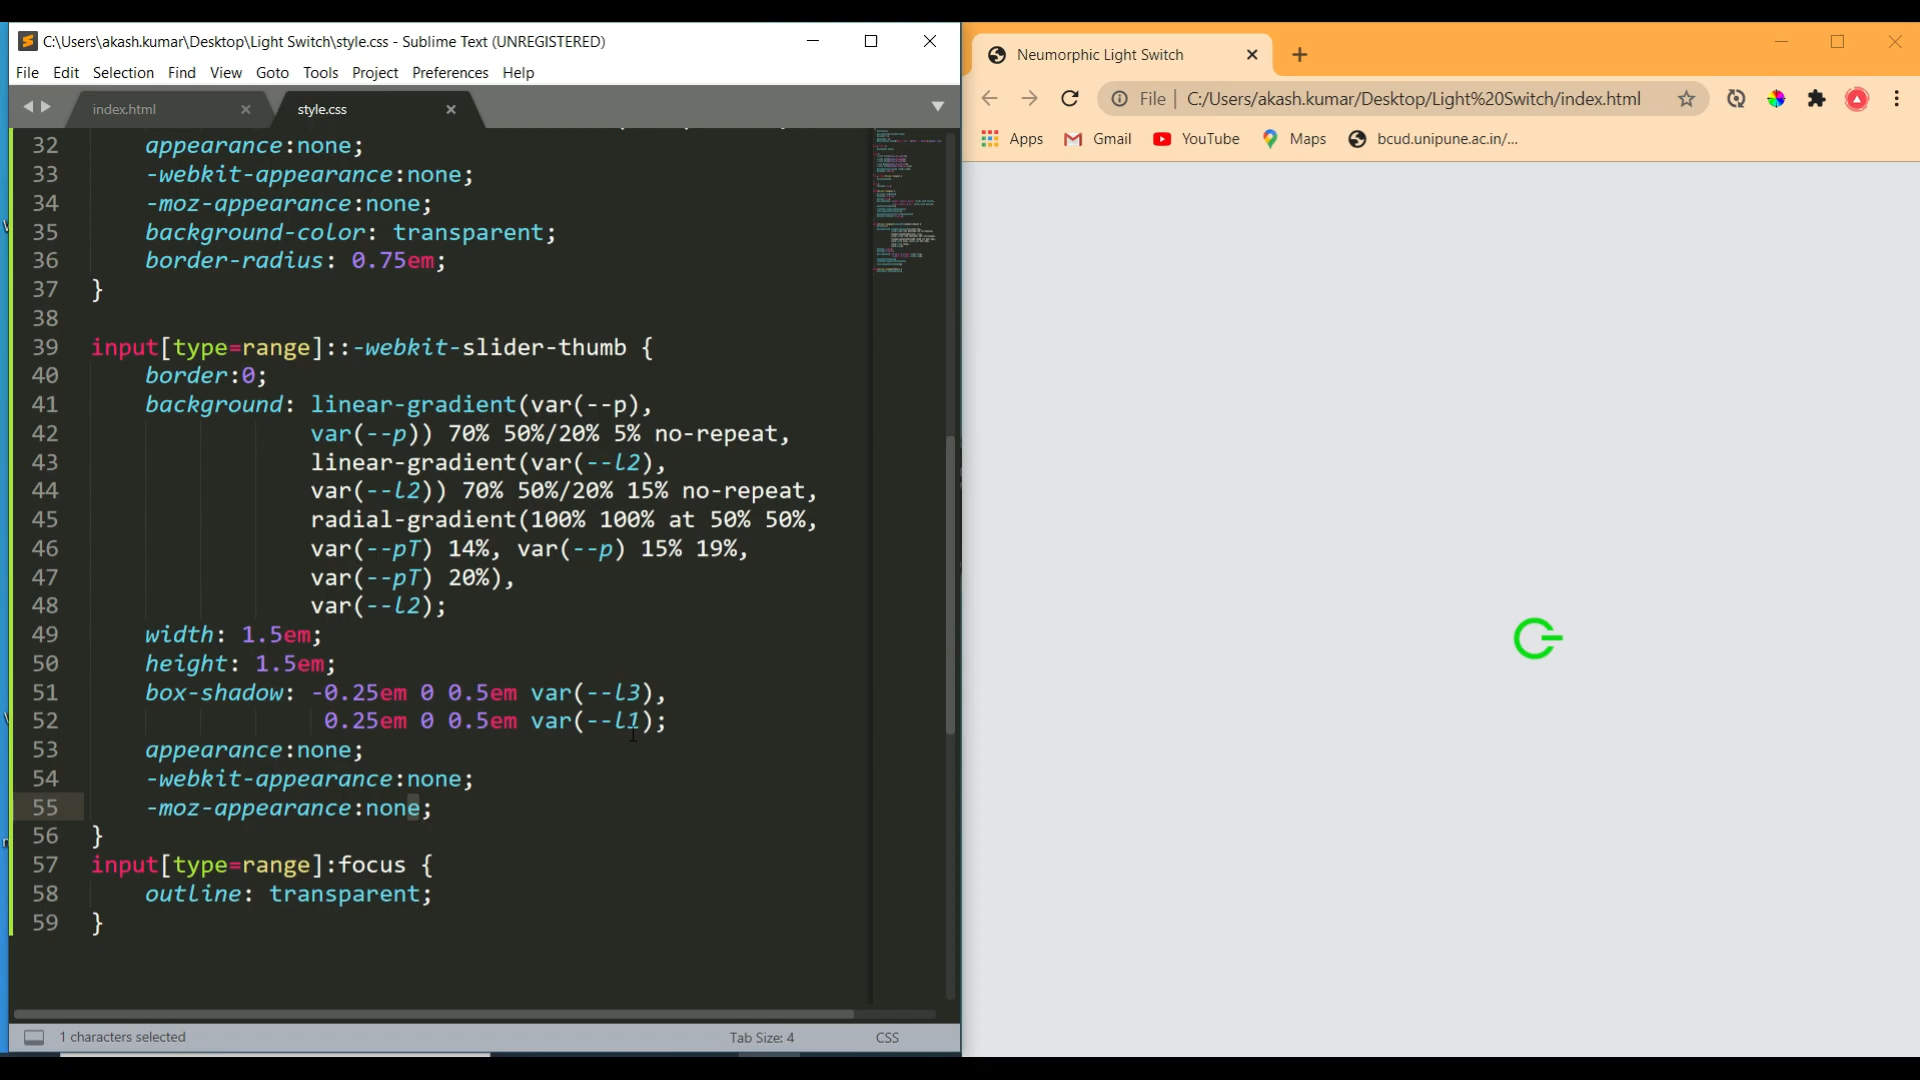 C:\Users\akash.kumar\Desktop\Light Switch\style.css - Sublime Text (UNREGISTERED)
File Edit Selection Find View Goto Tools Project Preferences Help
index.html style.css
32 appearance:none;
33 -webkit-appearance:none;
34 -moz-appearance:none;
35 background-color: transparent;
36 border-radius: 0.75em;
37 }
38
39 input[type=range]::-webkit-slider-thumb {
40 border:0;
41 background: linear-gradient(var(--p),
42 var(--p)) 70% 50%/20% 5% no-repeat,
43 linear-gradient(var(--l2),
44 var(--l2)) 70% 50%/20% 15% no-repeat,
45 radial-gradient(100% 100% at 50% 50%,
46 var(--pT) 14%, var(--p) 15% 19%,
47 var(--pT) 20%),
48 var(--l2);
49 width: 1.5em;
50 height: 1.5em;
51 box-shadow: -0.25em 0 0.5em var(--l3),
52 0.25em 0 0.5em var(--l1);
53 appearance:none;
54 -webkit-appearance:none;
55 -moz-appearance:none;
56 }
57 input[type=range]:focus {
58 outline: transparent;
59 }
1 characters selected Tab Size: 4 CSS
Neumorphic Light Switch
File | C:/Users/akash.kumar/Desktop/Light%20Switch/index.html
Apps Gmail YouTube Maps bcud.unipune.ac.in/...